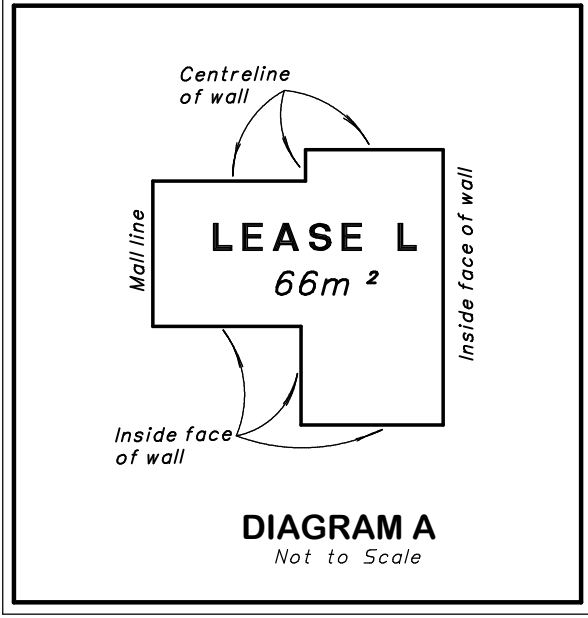 Centreline
of wall
Mall line
LEASE L
66m ²
Inside face of wall
Inside face
of wall
DIAGRAM A
Not to Scale